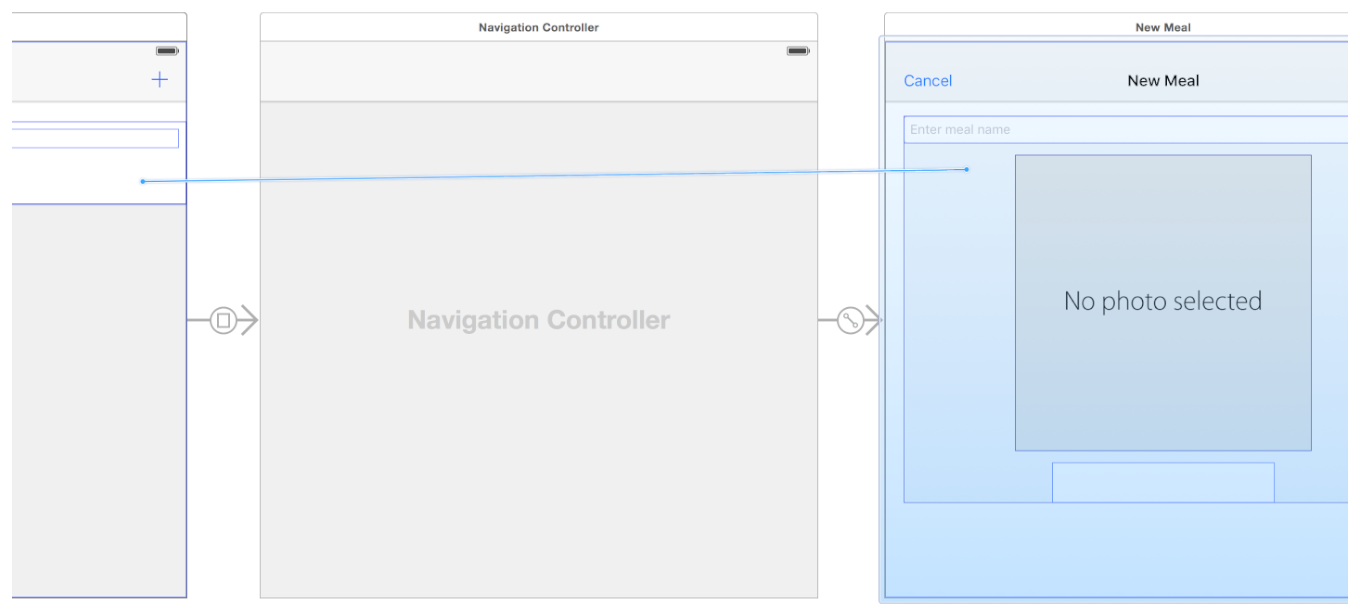 Navigation Controller
New Meal
Cancel
New Meal
Enter meal name
Navigation Controller
No photo selected